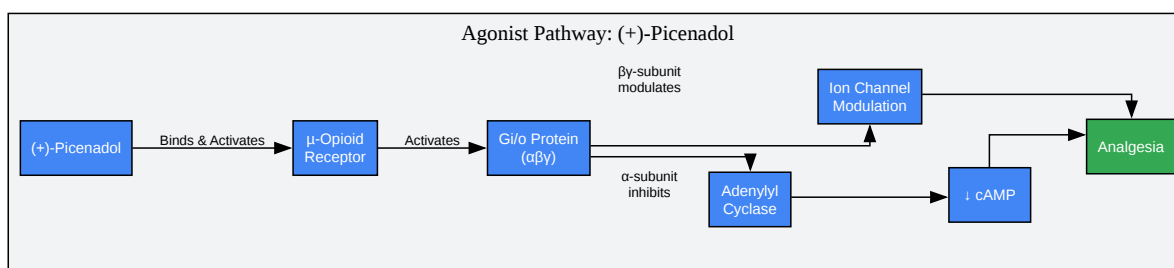 Agonist Pathway: (+)-Picenadol
βγ-subunit
modulates
Ion Channel
Modulation
(+)-Picenadol
Binds & Activates
μ-Opioid
Receptor
Activates
Gi/o Protein
(αβγ)
Analgesia
α-subunit
inhibits
Adenylyl
Cyclase
↓ cAMP